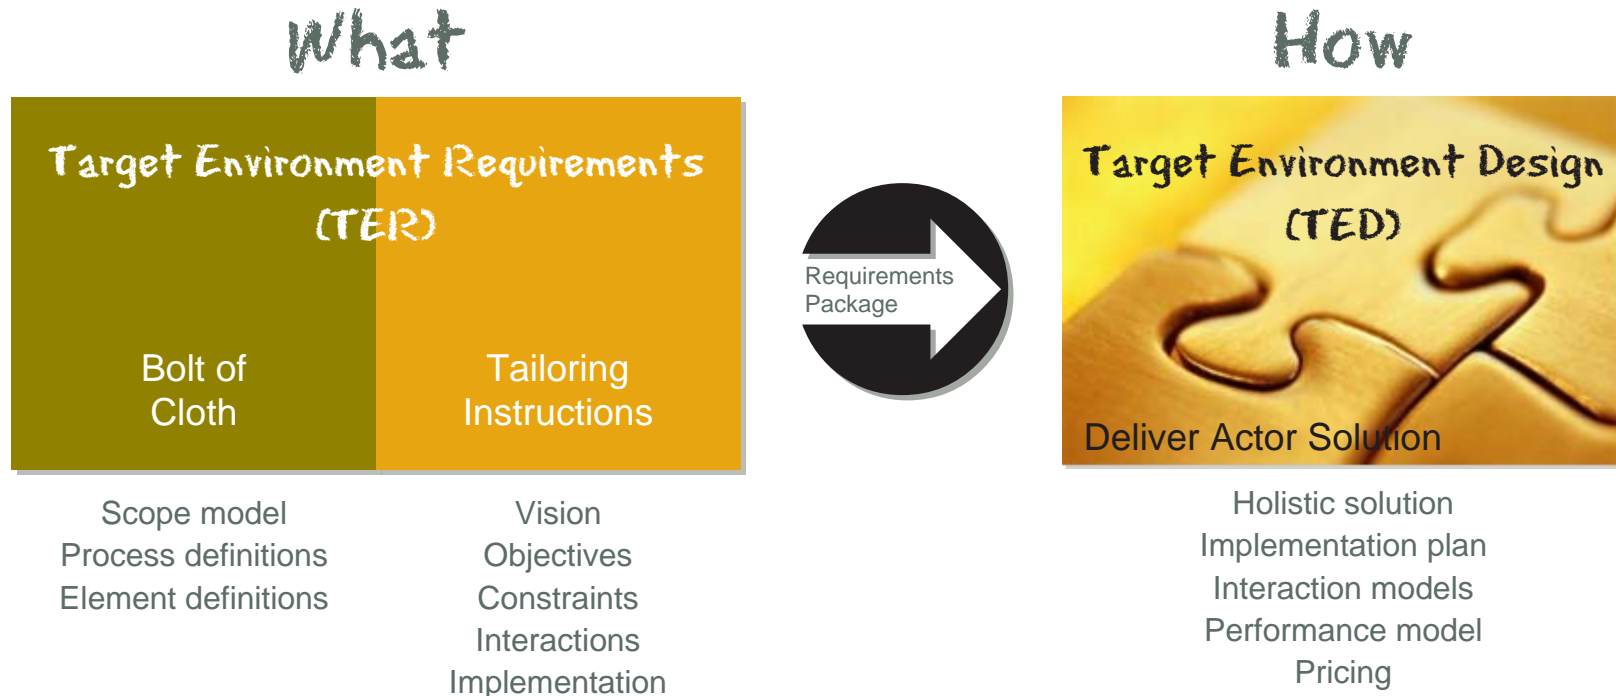 What
How
Target Environment Requirements
(TER)
Bolt of
Cloth
Tailoring
Instructions
Scope model
Process definitions
Element definitions
Vision
Objectives
Constraints
Interactions
Implementation
Requirements
Package
Target Environment Design
(TED)
Deliver Actor Solution
Holistic solution
Implementation plan
Interaction models
Performance model
Pricing